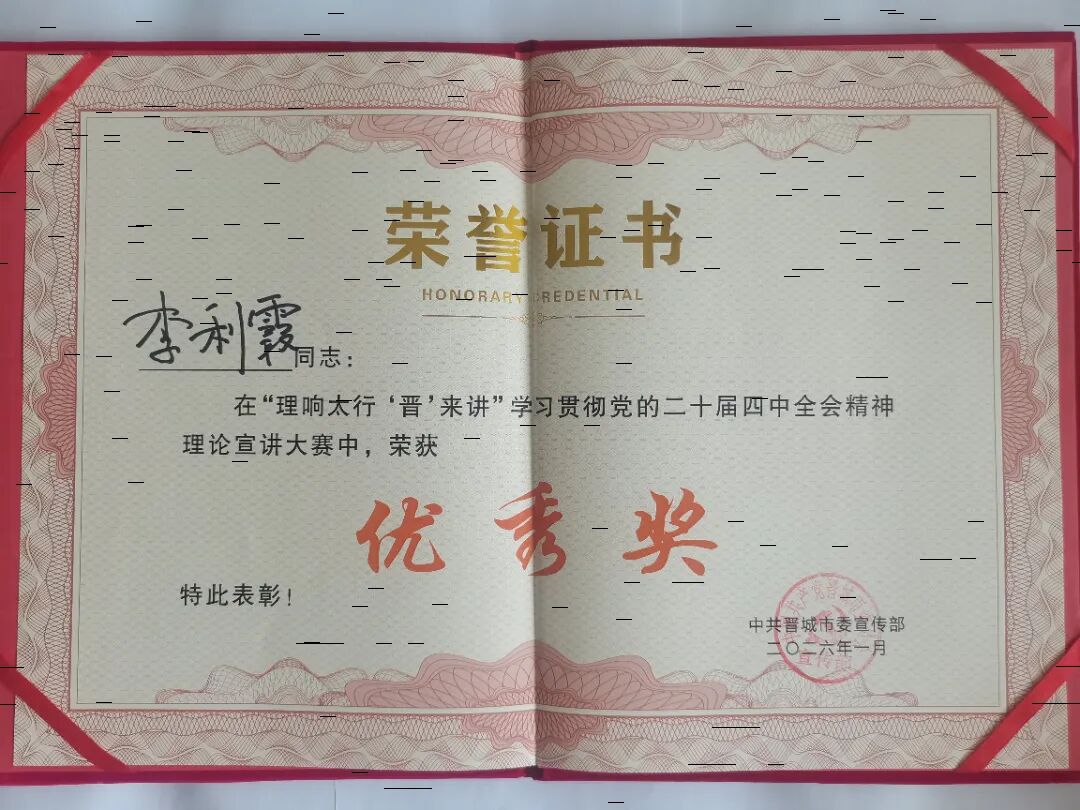 荣誉证书
HONORARY CREDENTIAL
李利霞同志：
在“理响太行‘晋’来讲”学习贯彻党的二十届四中全会精神
理论宣讲大赛中，荣获
优秀奖
特此表彰！
中共晋城市委宣传部
二〇二六年一月
宣传部